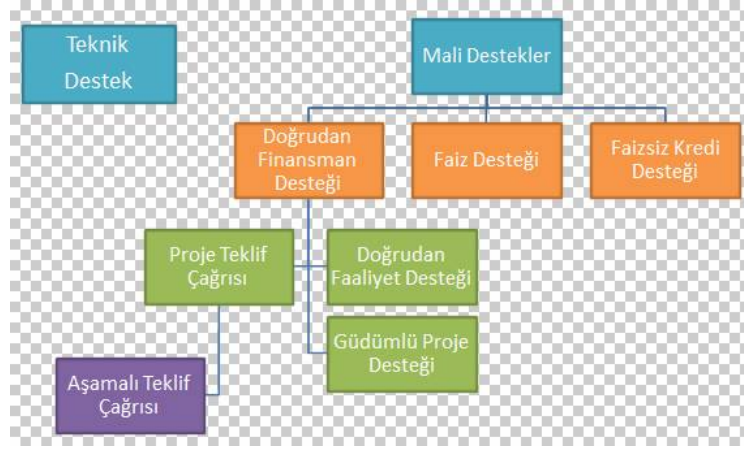 Teknik
Destek
Mali Destekler
Doğrudan
Finansman
Desteği
Faiz Desteği
Faizsiz Kredi
Desteği
Proje Teklif
Çağrısı
Doğrudan
Faaliyet Desteği
Güdümlü Proje
Desteği
Aşamalı Teklif
Çağrısı